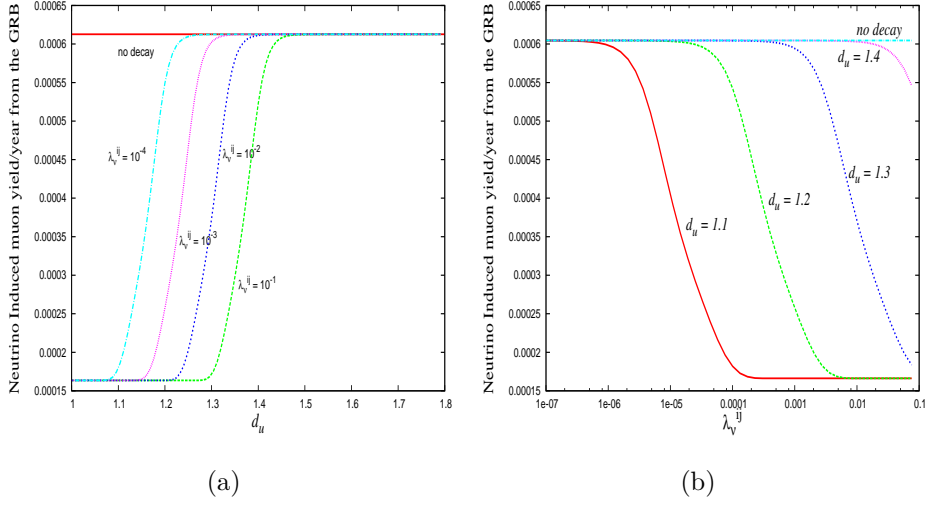 Neutrino Induced muon yield/year from the GRB
0.00065
0.0006
0.00055
0.0005
0.00045
0.0004
0.00035
0.0003
0.00025
0.0002
0.00015
no decay
λν^ij = 10^-4
λν^ij = 10^-2
λν^ij = 10^-3
λν^ij = 10^-1
1 1.1 1.2 1.3 1.4 1.5 1.6 1.7 1.8
d_u
(a)
Neutrino Induced muon yield/year from the GRB
0.00065
0.0006
0.00055
0.0005
0.00045
0.0004
0.00035
0.0003
0.00025
0.0002
0.00015
no decay
d_u = 1.4
d_u = 1.3
d_u = 1.2
d_u = 1.1
1e-07 1e-06 1e-05 0.0001 0.001 0.01 0.1
λν^ij
(b)